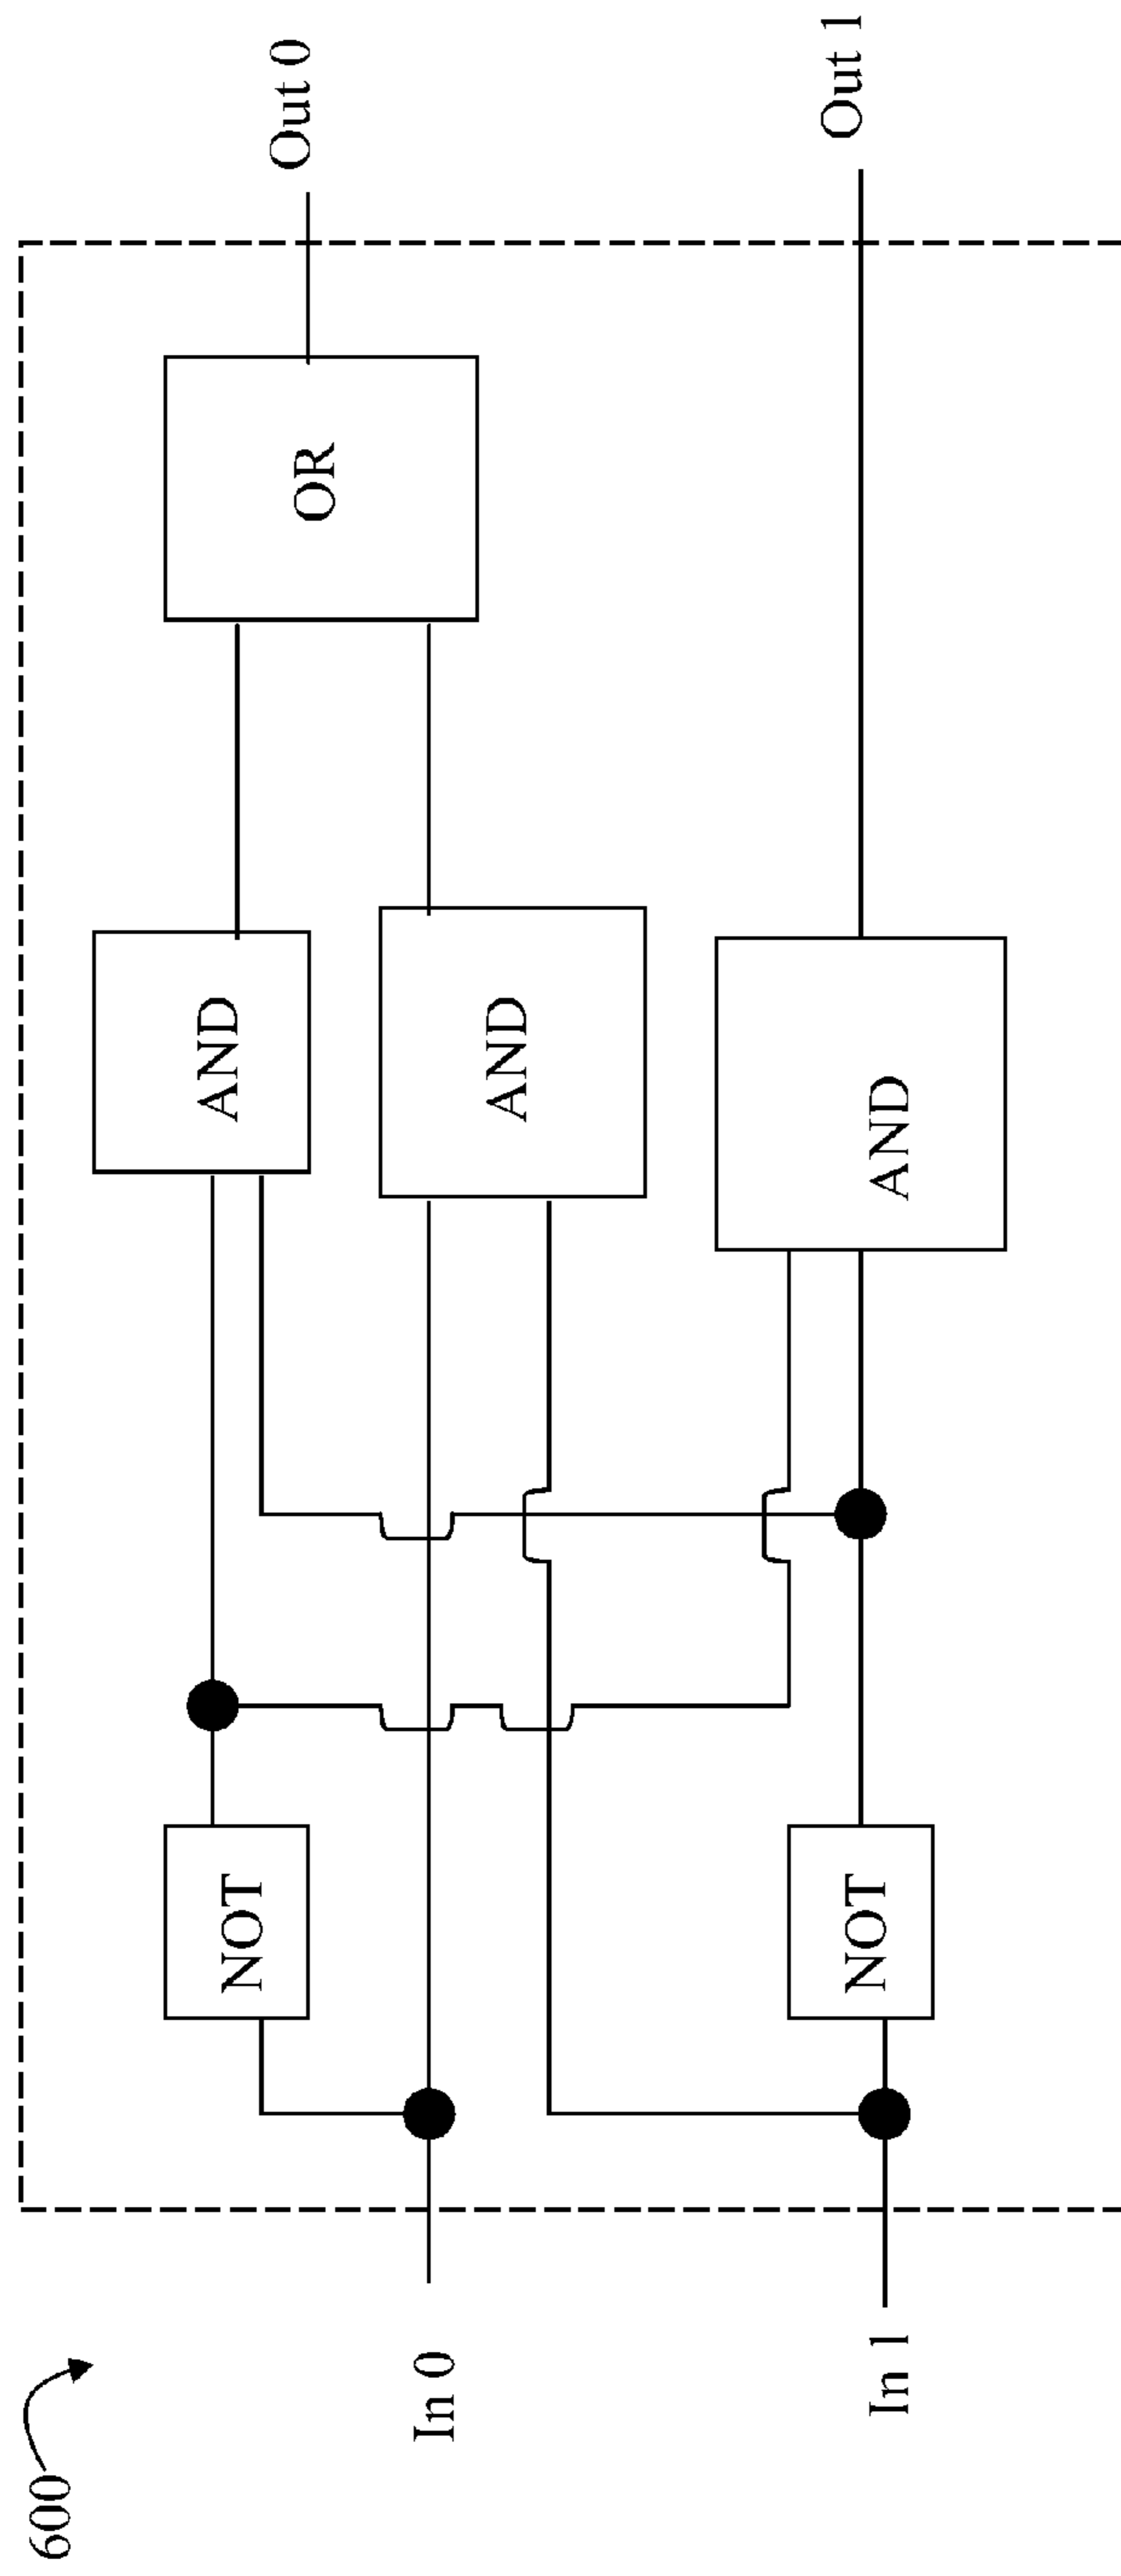 600
In 0
In 1
NOT
NOT
AND
AND
AND
OR
Out 0
Out 1